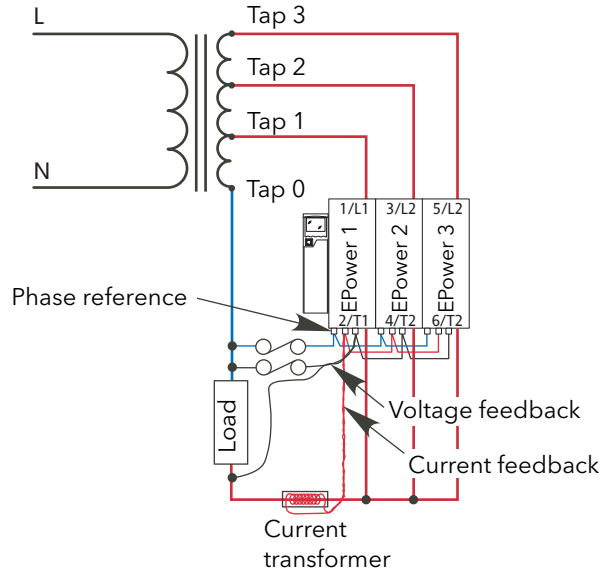 L
Tap 3
Tap 2
Tap 1
N
Tap 0
1/L1
3/L2
5/L2
EPower 1
EPower 2
EPower 3
2/T1
4/T2
6/T2
Phase reference
Load
Voltage feedback
Current feedback
Current
transformer